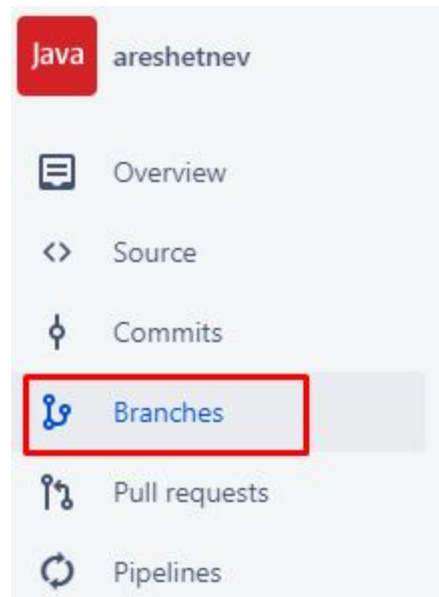 Java
areshetnev
Overview
Source
Commits
Branches
Pull requests
Pipelines